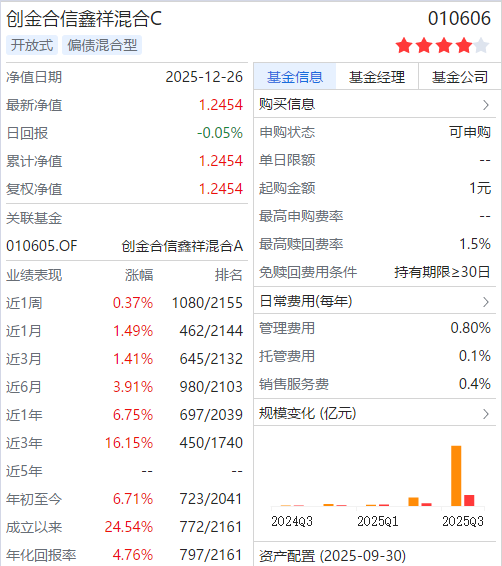 创金合信鑫祥混合C 010606
开放式 偏债混合型
净值日期 2025-12-26
最新净值 1.2454
日回报 -0.05%
累计净值 1.2454
复权净值 1.2454
关联基金
010605.OF 创金合信鑫祥混合A
业绩表现 涨幅 排名
近1周 0.37% 1080/2155
近1月 1.49% 462/2144
近3月 1.41% 645/2132
近6月 3.91% 980/2103
近1年 6.75% 697/2039
近3年 16.15% 450/1740
近5年 -- --
年初至今 6.71% 723/2041
成立以来 24.54% 772/2161
年化回报率 4.76% 797/2161
基金信息 基金经理 基金公司
购买信息
申购状态 可申购
单日限额 --
起购金额 1元
最高申购费率 --
最高赎回费率 1.5%
免赎回费用条件 持有期限≥30日
日常费用(每年)
管理费用 0.80%
托管费用 0.1%
销售服务费 0.4%
规模变化 (亿元)
2024Q3 2025Q1 2025Q3
资产配置 (2025-09-30)